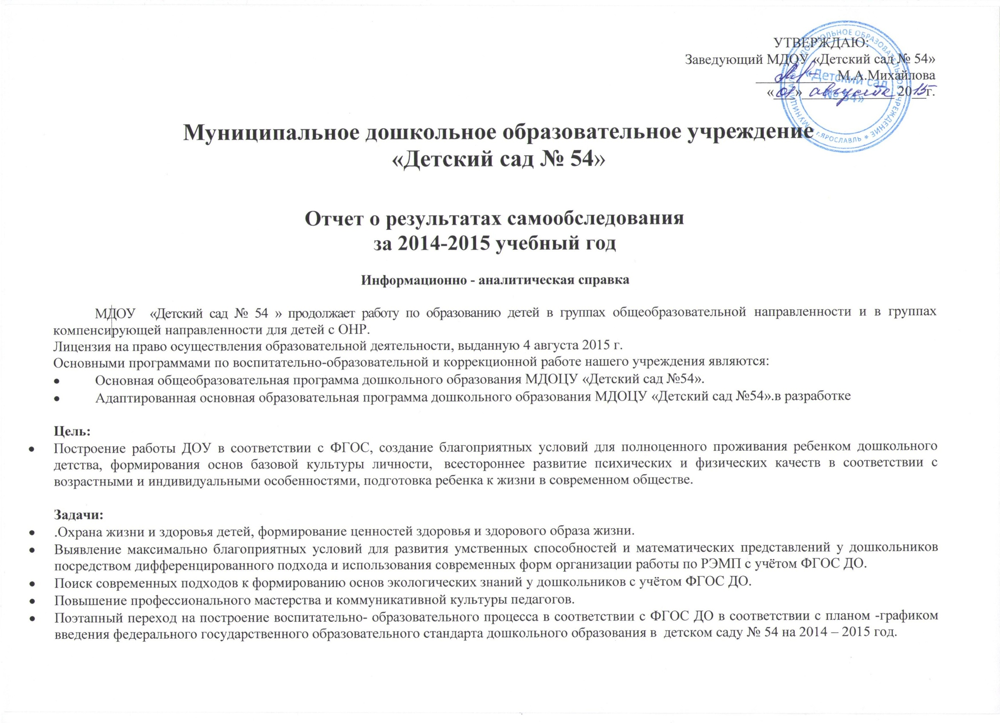 УТВЕРЖДАЮ:
Заведующий МДОУ «Детский сад № 54»
____________ М.А.Михайлова
«01» августа 2015г.
МУНИЦИПАЛЬНОЕ ДОШКОЛЬНОЕ ОБРАЗОВАТЕЛЬНОЕ УЧРЕЖДЕНИЕ * г.ЯРОСЛАВЛЬ *
«Детский сад
№ 54»
Муниципальное дошкольное образовательное учреждение
«Детский сад № 54»
Отчет о результатах самообследования
за 2014-2015 учебный год
Информационно - аналитическая справка
МДОУ «Детский сад № 54 » продолжает работу по образованию детей в группах общеобразовательной направленности и в группах
компенсирующей направленности для детей с ОНР.
Лицензия на право осуществления образовательной деятельности, выданную 4 августа 2015 г.
Основными программами по воспитательно-образовательной и коррекционной работе нашего учреждения являются:
• Основная общеобразовательная программа дошкольного образования МДОЦУ «Детский сад №54».
• Адаптированная основная образовательная программа дошкольного образования МДОЦУ «Детский сад №54».в разработке
Цель:
• Построение работы ДОУ в соответствии с ФГОС, создание благоприятных условий для полноценного проживания ребенком дошкольного
детства, формирования основ базовой культуры личности, всестороннее развитие психических и физических качеств в соответствии с
возрастными и индивидуальными особенностями, подготовка ребенка к жизни в современном обществе.
Задачи:
• .Охрана жизни и здоровья детей, формирование ценностей здоровья и здорового образа жизни.
• Выявление максимально благоприятных условий для развития умственных способностей и математических представлений у дошкольников
посредством дифференцированного подхода и использования современных форм организации работы по РЭМП с учётом ФГОС ДО.
• Поиск современных подходов к формированию основ экологических знаний у дошкольников с учётом ФГОС ДО.
• Повышение профессионального мастерства и коммуникативной культуры педагогов.
• Поэтапный переход на построение воспитательно- образовательного процесса в соответствии с ФГОС ДО в соответствии с планом -графиком
введения федерального государственного образовательного стандарта дошкольного образования в детском саду № 54 на 2014 – 2015 год.